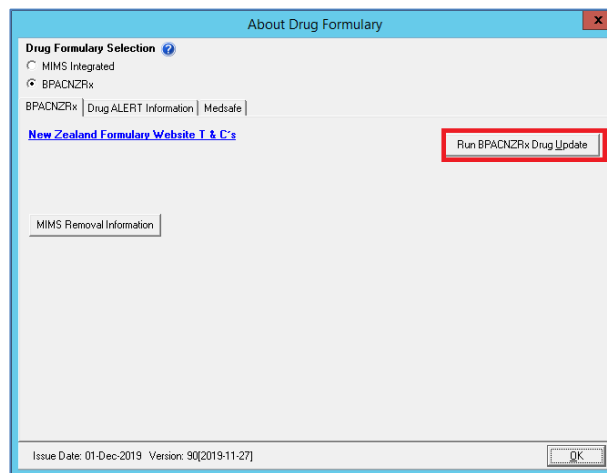 About Drug Formulary
x
Drug Formulary Selection ?
MIMS Integrated
BPACNZRx
BPACNZRx Drug ALERT Information Medsafe
New Zealand Formulary Website T & C's
Run BPACNZRx Drug Update
MIMS Removal Information
Issue Date: 01-Dec-2019 Version: 90[2019-11-27]
OK